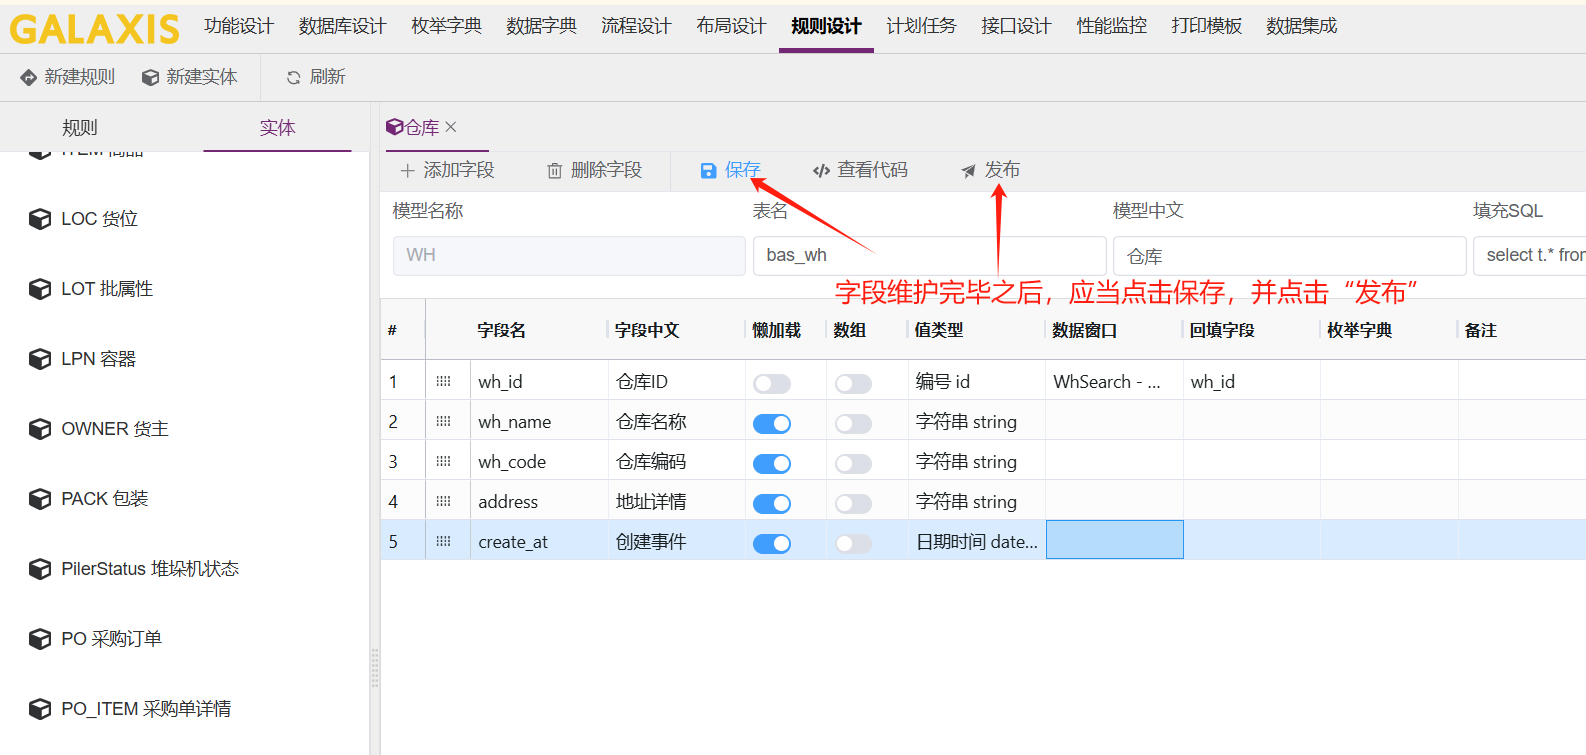 GALAXIS 功能设计 数据库设计 枚举字典 数据字典 流程设计 布局设计 规则设计 计划任务 接口设计 性能监控 打印模板 数据集成
新建规则 新建实体 刷新
规则 实体 仓库
ITEM 商品
添加字段 删除字段 保存 查看代码 发布
模型名称 表名 模型中文 填充SQL
LOC 货位
WH bas_wh 仓库 select t.* from
LOT 批属性
字段维护完毕之后，应当点击保存，并点击“发布”
# 字段名 字段中文 懒加载 数组 值类型 数据窗口 回填字段 枚举字典 备注
LPN 容器
1 wh_id 仓库ID 编号 id WhSearch - ... wh_id
2 wh_name 仓库名称 字符串 string
OWNER 货主
3 wh_code 仓库编码 字符串 string
PACK 包装
4 address 地址详情 字符串 string
5 create_at 创建事件 日期时间 date...
PilerStatus 堆垛机状态
PO 采购订单
PO_ITEM 采购单详情